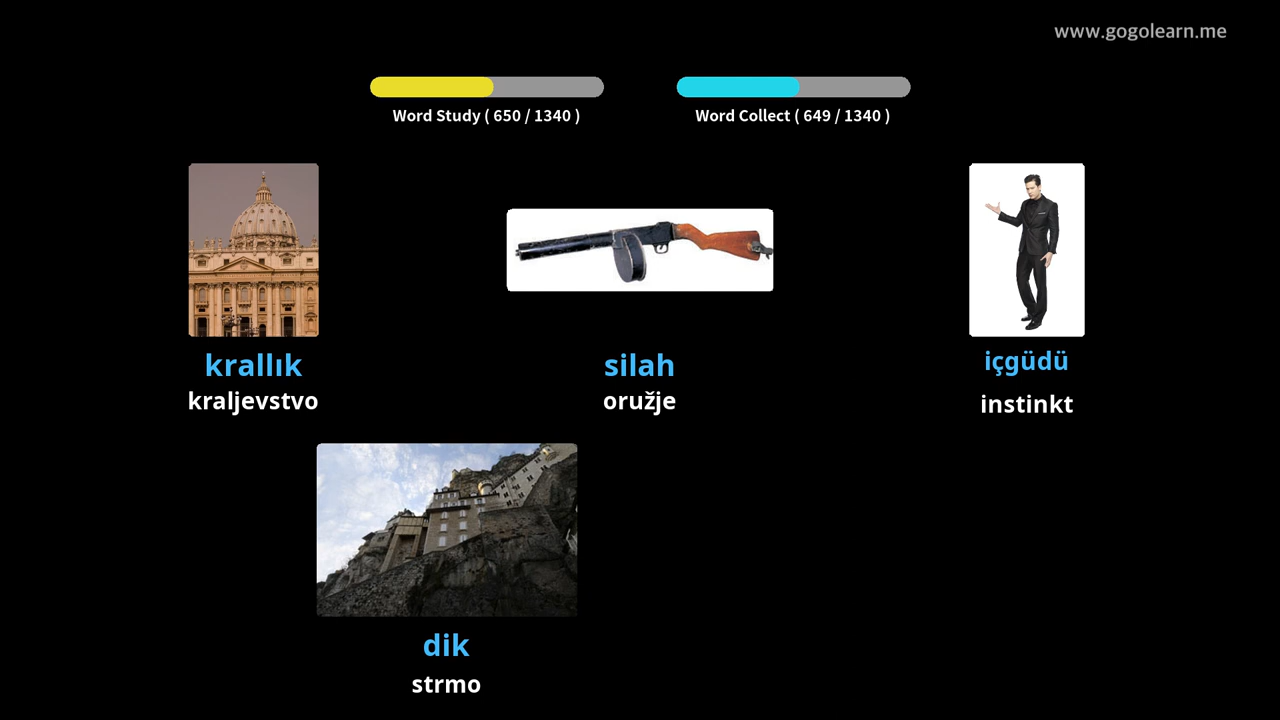 www.gogolearn.me
Word Study ( 650 / 1340 )
Word Collect ( 649 / 1340 )
krallık
kraljevstvo
silah
oružje
içgüdü
instinkt
dik
strmo